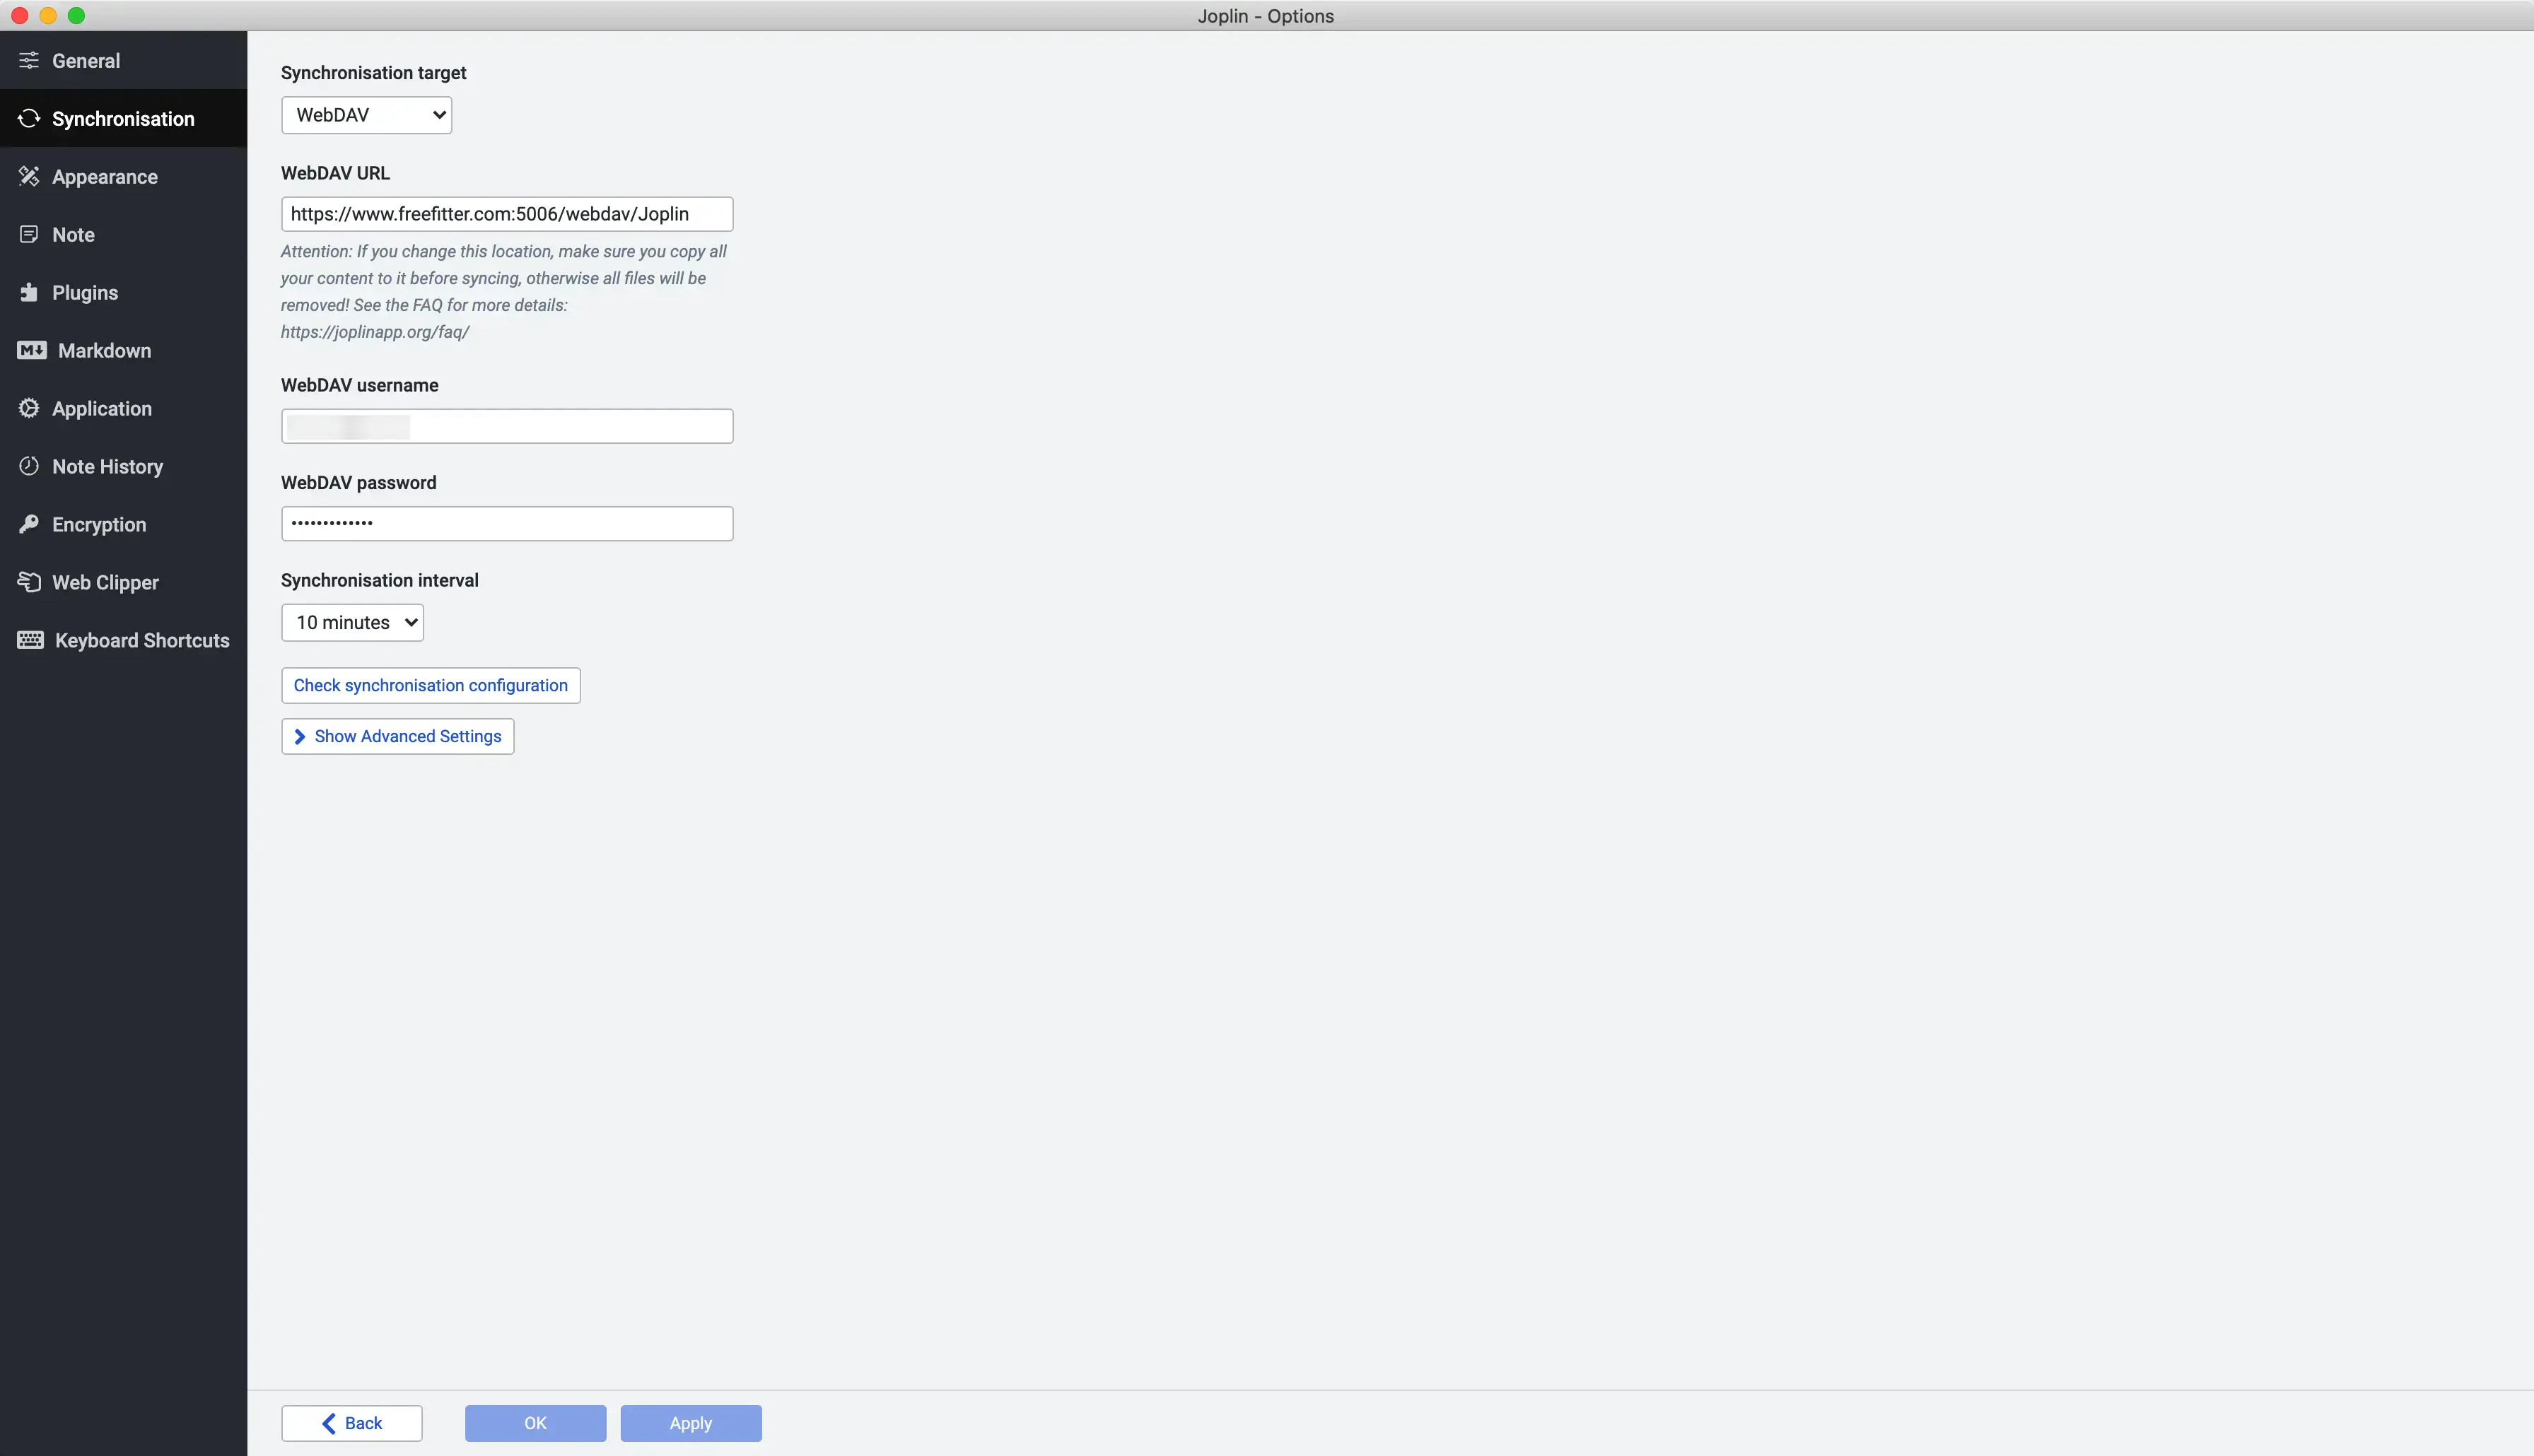 Joplin - Options
General
Synchronisation
Appearance
Note
Plugins
Markdown
Application
Note History
Encryption
Web Clipper
Keyboard Shortcuts
Synchronisation target
WebDAV
WebDAV URL
https://www.freefitter.com:5006/webdav/Joplin
Attention: If you change this location, make sure you copy all
your content to it before syncing, otherwise all files will be
removed! See the FAQ for more details:
https://joplinapp.org/faq/
WebDAV username
WebDAV password
•••••••••••••
Synchronisation interval
10 minutes
Check synchronisation configuration
Show Advanced Settings
Back
OK
Apply